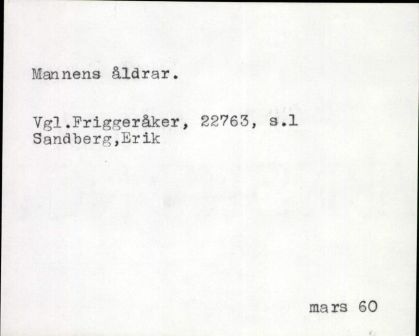 Mannens åldrar.
Vgl.Friggeråker, 22763, s.1
Sandberg,Erik
mars 60